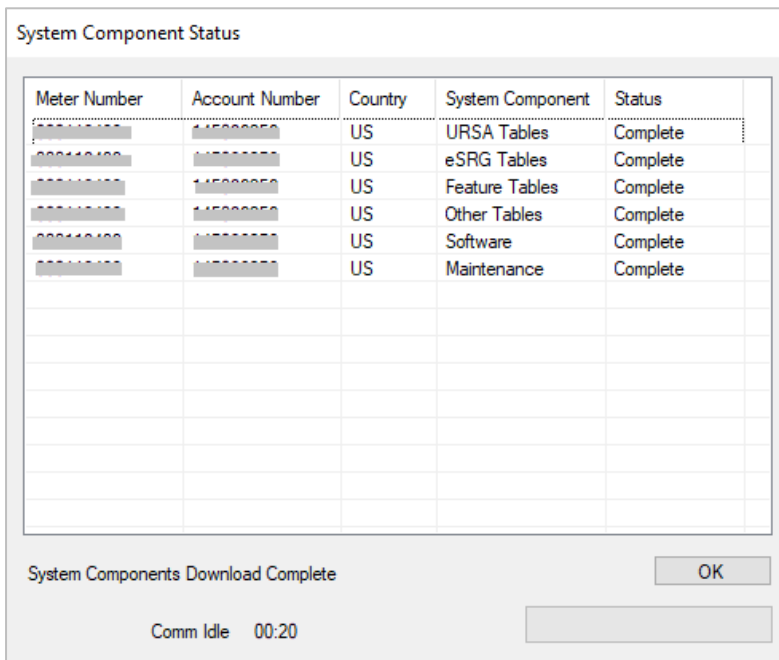 System Component Status
Meter Number Account Number Country System Component Status
US URSA Tables Complete
US eSRG Tables Complete
US Feature Tables Complete
US Other Tables Complete
US Software Complete
US Maintenance Complete
System Components Download Complete
OK
Comm Idle 00:20